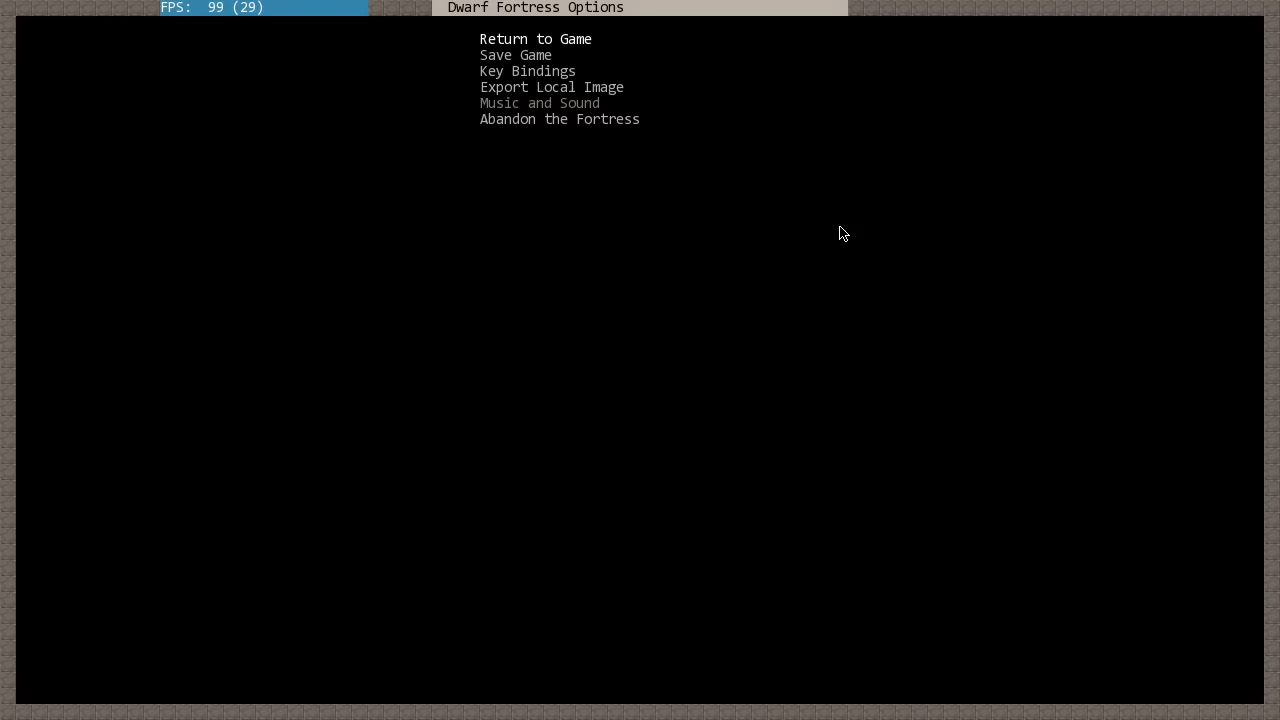 FPS:  99 (29)
Dwarf Fortress Options
Return to Game
Save Game
Key Bindings
Export Local Image
Music and Sound
Abandon the Fortress